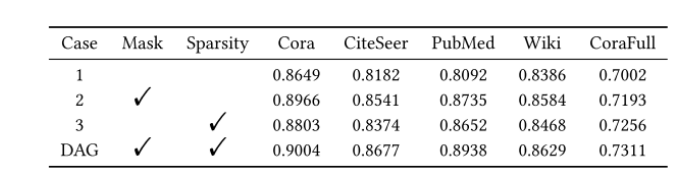 Case Mask Sparsity Cora CiteSeer PubMed Wiki CoraFull
1 0.8649 0.8182 0.8092 0.8386 0.7002
2 ✓ 0.8966 0.8541 0.8735 0.8584 0.7193
3 ✓ 0.8803 0.8374 0.8652 0.8468 0.7256
DAG ✓ ✓ 0.9004 0.8677 0.8938 0.8629 0.7311